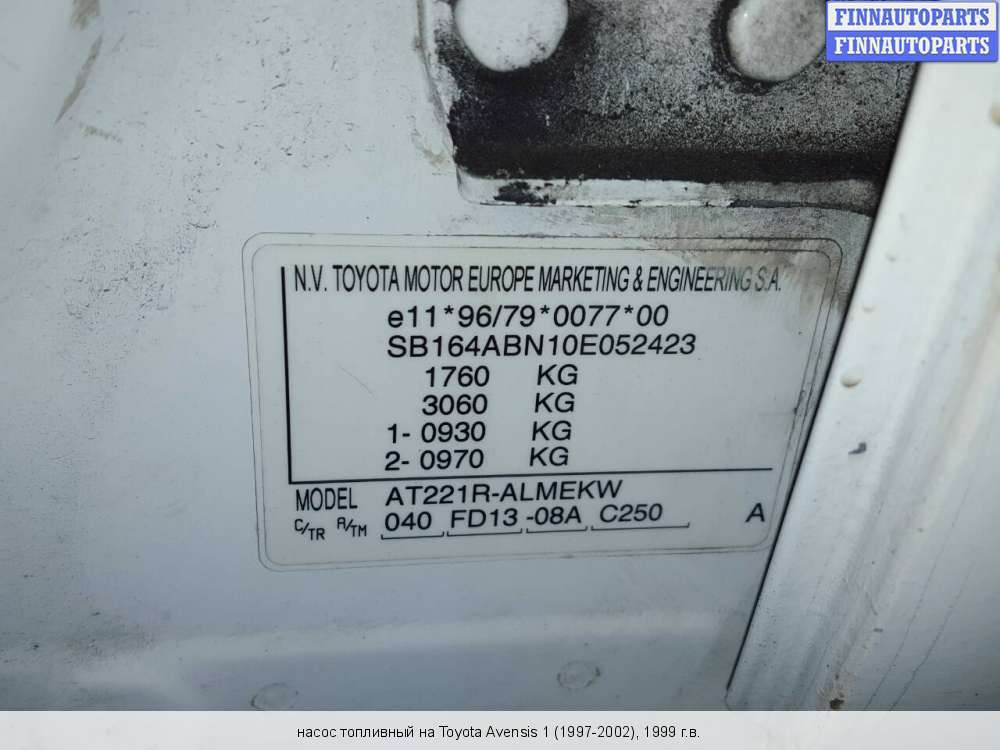 FINNAUTOPARTS
FINNAUTOPARTS
N.V. TOYOTA MOTOR EUROPE MARKETING & ENGINEERING S.A.
e11*96/79*0077*00
SB164ABN10E052423
1760 KG
3060 KG
1- 0930 KG
2- 0970 KG
MODEL AT221R-ALMEKW
C/TR A/TM 040 FD13 -08A C250 A
насос топливный на Toyota Avensis 1 (1997-2002), 1999 г.в.